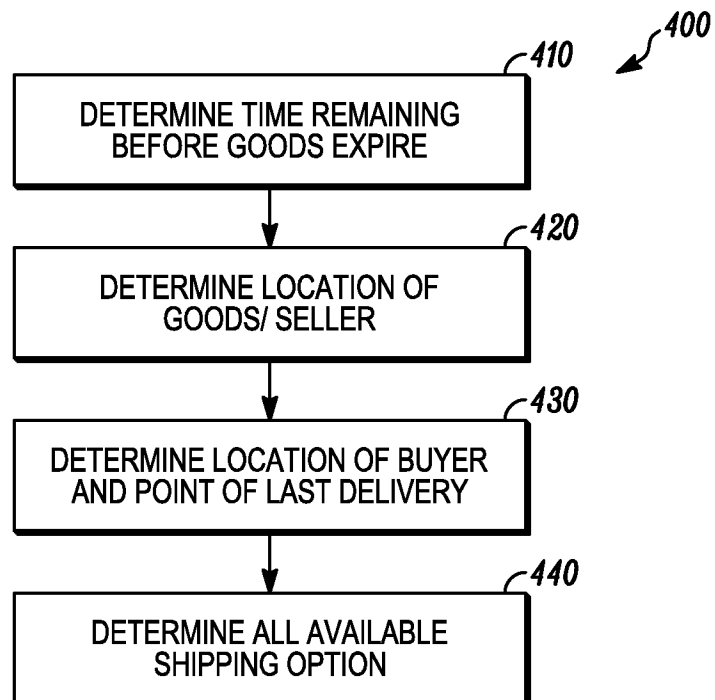 400
410
DETERMINE TIME REMAINING
BEFORE GOODS EXPIRE
420
DETERMINE LOCATION OF
GOODS/ SELLER
430
DETERMINE LOCATION OF BUYER
AND POINT OF LAST DELIVERY
440
DETERMINE ALL AVAILABLE
SHIPPING OPTION